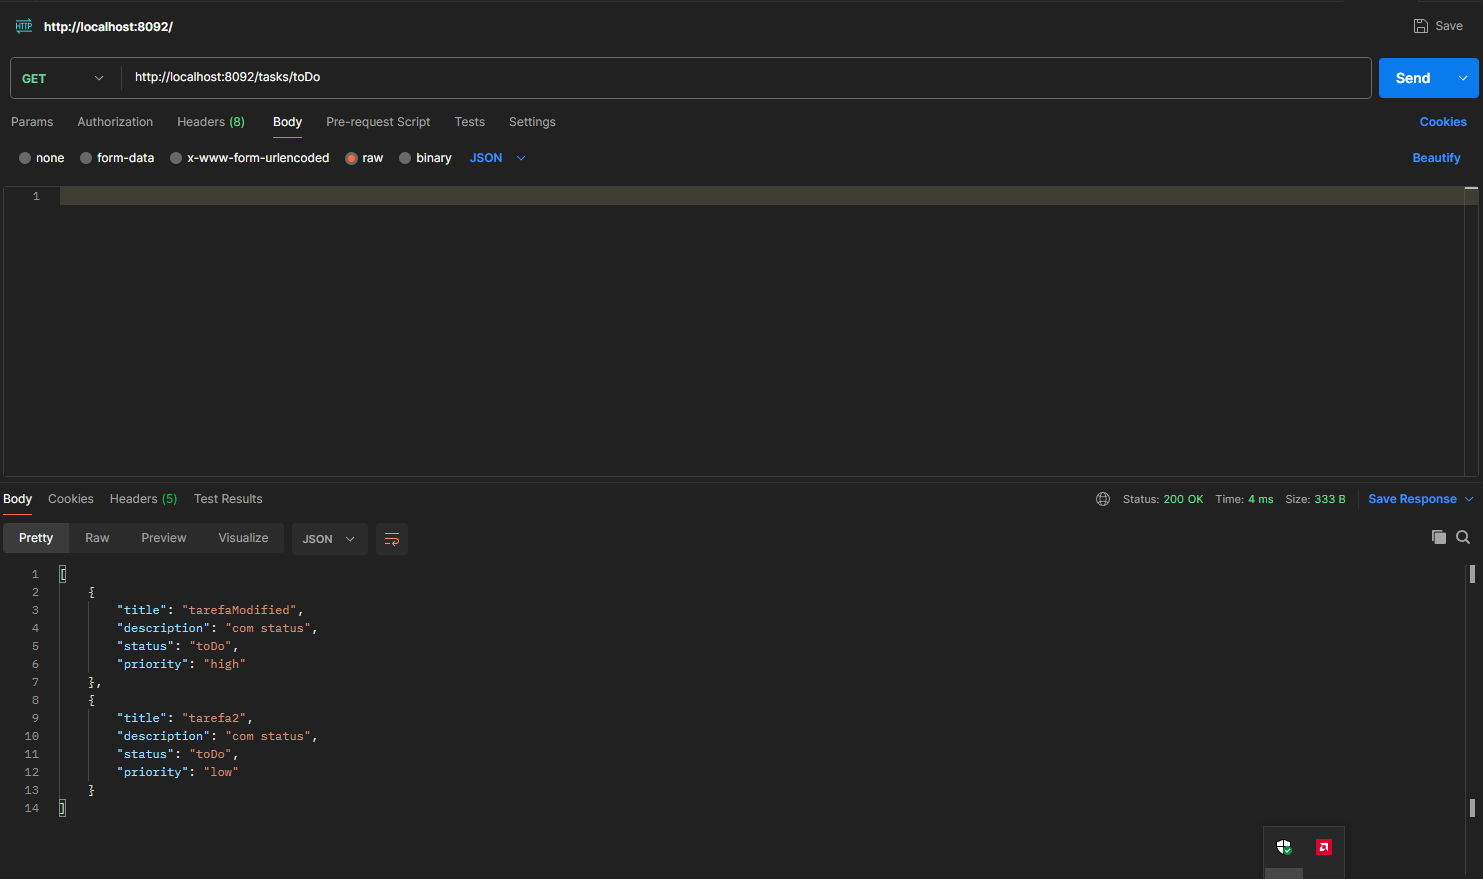 HTTP http://localhost:8092/ Save
GET http://localhost:8092/tasks/toDo Send
Params Authorization Headers (8) Body Pre-request Script Tests Settings Cookies
none form-data x-www-form-urlencoded raw binary JSON Beautify
1
Body Cookies Headers (5) Test Results Status: 200 OK Time: 4 ms Size: 333 B Save Response
Pretty Raw Preview Visualize JSON
1 [
2 {
3 "title": "tarefaModified",
4 "description": "com status",
5 "status": "toDo",
6 "priority": "high"
7 },
8 {
9 "title": "tarefa2",
10 "description": "com status",
11 "status": "toDo",
12 "priority": "low"
13 }
14 ]